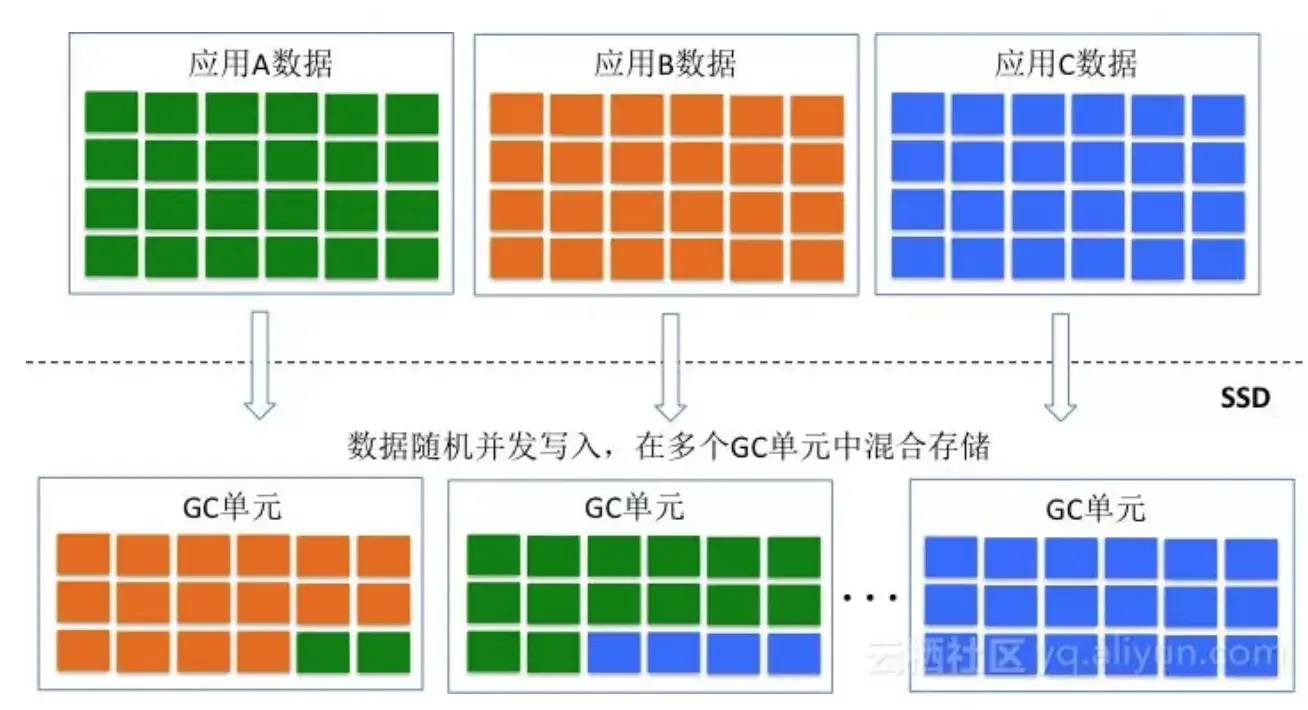 应用A数据
应用B数据
应用C数据
SSD
数据随机并发写入，在多个GC单元中混合存储
GC单元
GC单元
...
GC单元
云栖社区 yq.aliyun.com